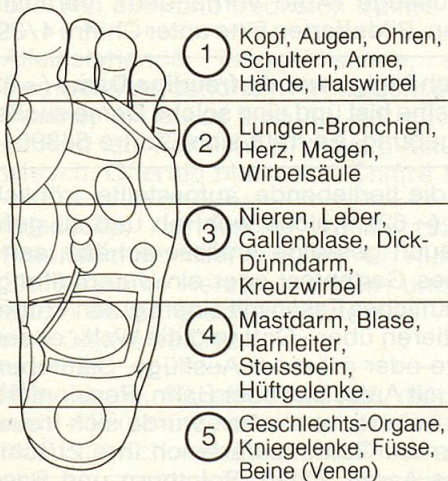 1 Kopf, Augen, Ohren,
Schultern, Arme,
Hände, Halswirbel
2 Lungen-Bronchien,
Herz, Magen,
Wirbelsäule
3 Nieren, Leber,
Gallenblase, Dick-
Dünndarm,
Kreuzwirbel
4 Mastdarm, Blase,
Harnleiter,
Steissbein,
Hüftgelenke,
5 Geschlechts-Organe,
Kniegelenke, Füsse,
Beine (Venen)